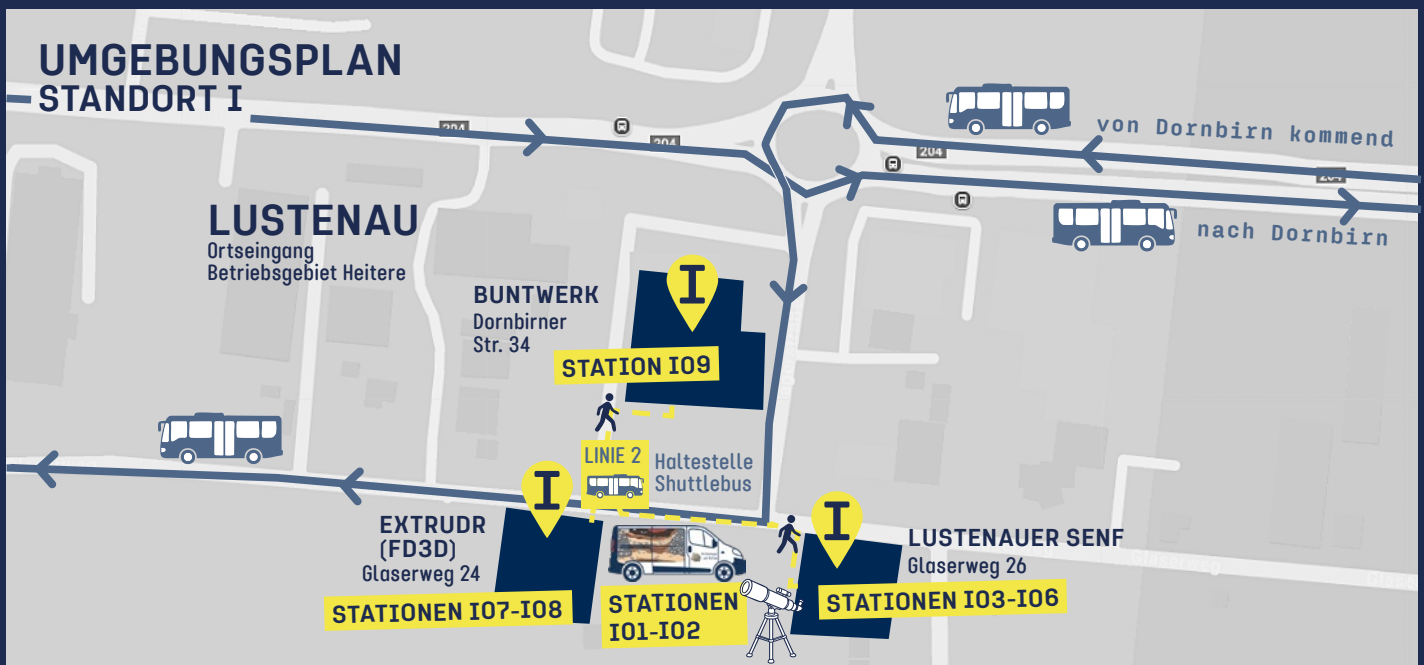 UMGEBUNGSPLAN
STANDORT I
204
204
204
204
von Dornbirn kommend
nach Dornbirn
LUSTENAU
Ortseingang
Betriebsgebiet Heitere
I
BUNTWERK
Dornbirner
Str. 34
STATION I09
LINIE 2
Haltestelle
Shuttlebus
I
EXTRUDR
(FD3D)
Glaserweg 24
STATIONEN I07-I08
STATIONEN
I01-I02
I
LUSTENAUER SENF
Glaserweg 26
STATIONEN I03-I06
Glaserweg